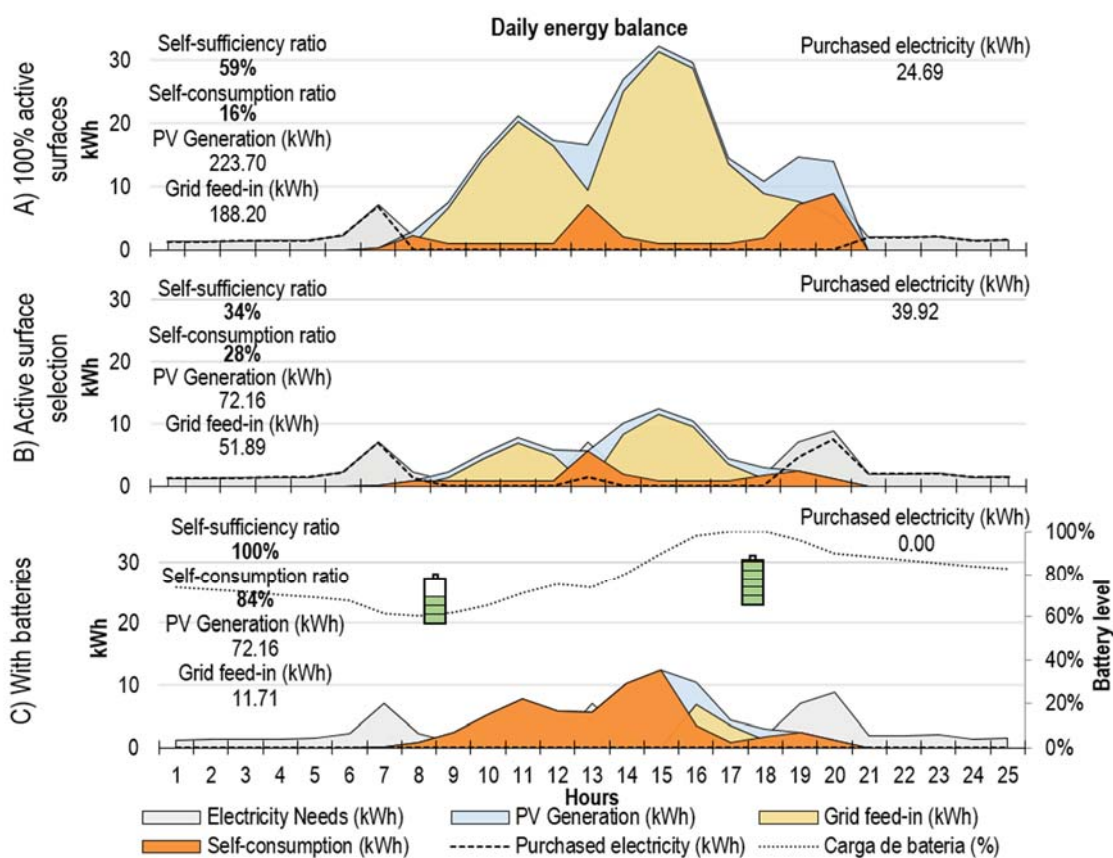 Daily energy balance
A) 100% active
surfaces
kWh
30
20
10
0
Self-sufficiency ratio
59%
Self-consumption ratio
16%
PV Generation (kWh)
223.70
Grid feed-in (kWh)
188.20
Purchased electricity (kWh)
24.69
B) Active surface
selection
kWh
30
20
10
0
Self-sufficiency ratio
34%
Self-consumption ratio
28%
PV Generation (kWh)
72.16
Grid feed-in (kWh)
51.89
Purchased electricity (kWh)
39.92
C) With batteries
kWh
30
20
10
0
Self-sufficiency ratio
100%
Self-consumption ratio
84%
PV Generation (kWh)
72.16
Grid feed-in (kWh)
11.71
Purchased electricity (kWh)
0.00
100%
80%
60%
40%
20%
0%
Battery level
1 2 3 4 5 6 7 8 9 10 11 12 13 14 15 16 17 18 19 20 21 22 23 24 25
Hours
Electricity Needs (kWh) PV Generation (kWh) Grid feed-in (kWh)
Self-consumption (kWh) Purchased electricity (kWh) Carga de bateria (%)